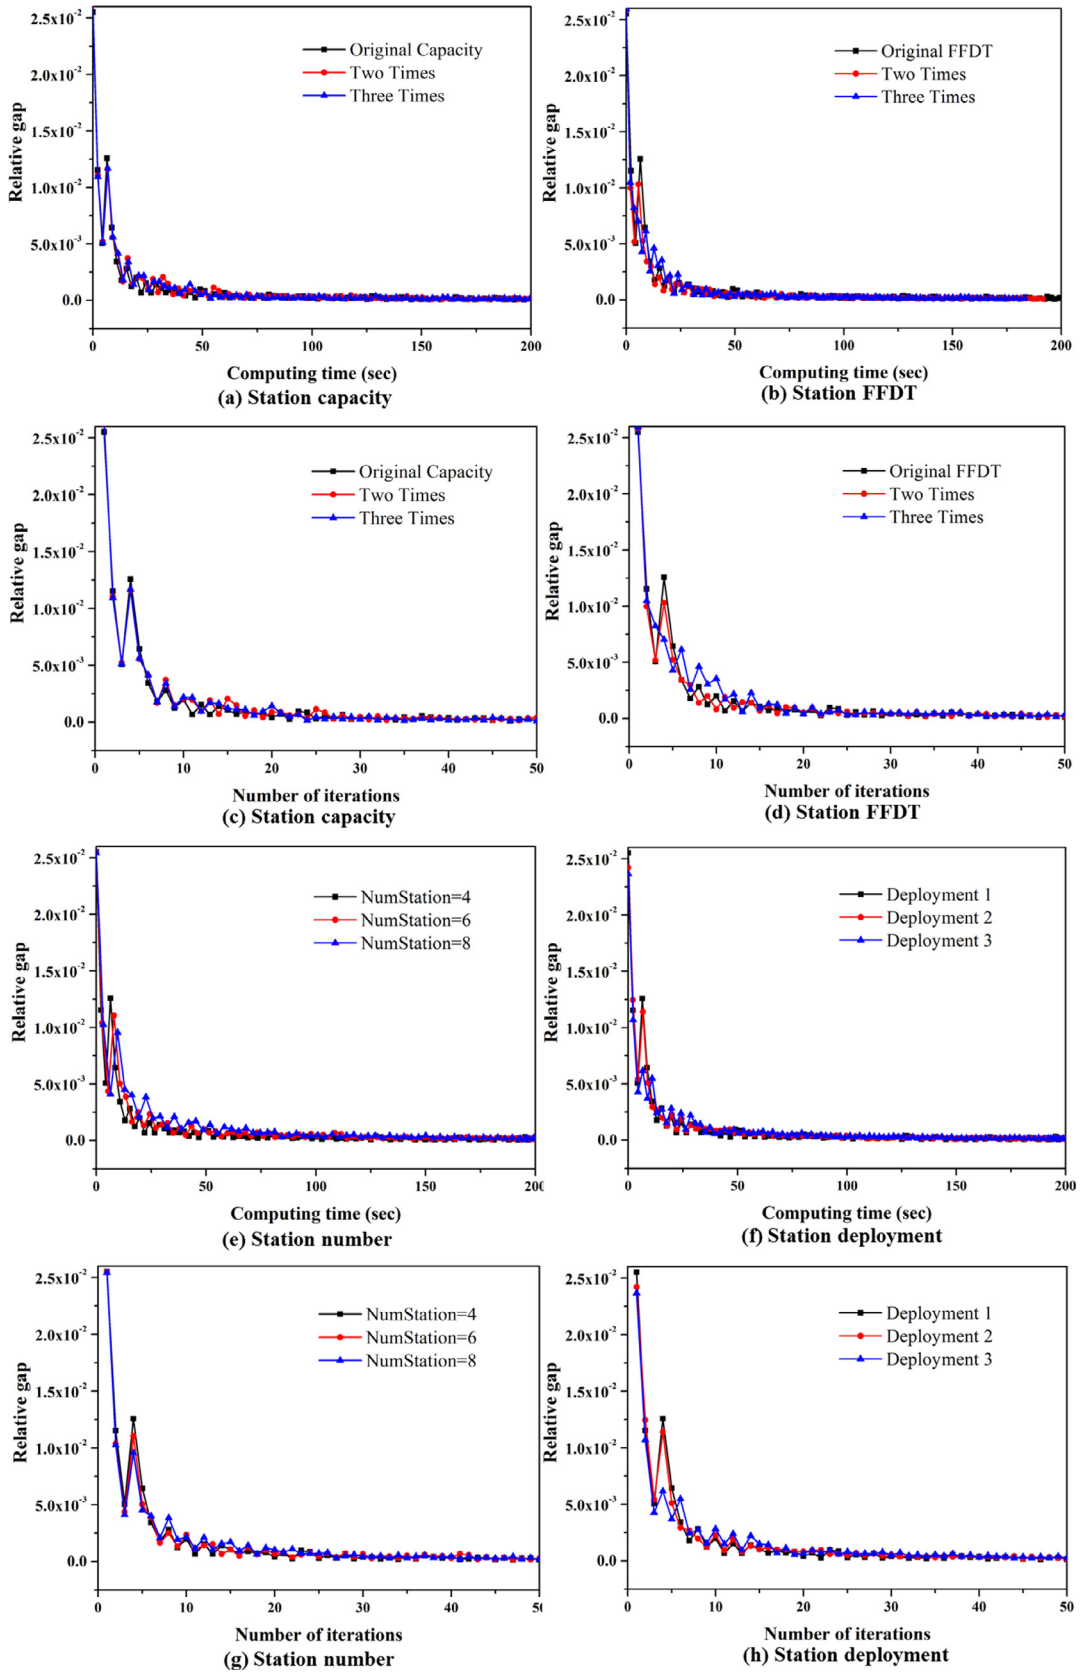 2.5x10⁻²
2.0x10⁻²
1.5x10⁻²
1.0x10⁻²
5.0x10⁻³
0.0
Relative gap
Original Capacity
Two Times
Three Times
0 50 100 150 200
Computing time (sec)
(a) Station capacity
2.5x10⁻²
2.0x10⁻²
1.5x10⁻²
1.0x10⁻²
5.0x10⁻³
0.0
Relative gap
Original FFDT
Two Times
Three Times
0 50 100 150 200
Computing time (sec)
(b) Station FFDT
2.5x10⁻²
2.0x10⁻²
1.5x10⁻²
1.0x10⁻²
5.0x10⁻³
0.0
Relative gap
Original Capacity
Two Times
Three Times
0 10 20 30 40 50
Number of iterations
(c) Station capacity
2.5x10⁻²
2.0x10⁻²
1.5x10⁻²
1.0x10⁻²
5.0x10⁻³
0.0
Relative gap
Original FFDT
Two Times
Three Times
0 10 20 30 40 50
Number of iterations
(d) Station FFDT
2.5x10⁻²
2.0x10⁻²
1.5x10⁻²
1.0x10⁻²
5.0x10⁻³
0.0
Relative gap
NumStation=4
NumStation=6
NumStation=8
0 50 100 150 200
Computing time (sec)
(e) Station number
2.5x10⁻²
2.0x10⁻²
1.5x10⁻²
1.0x10⁻²
5.0x10⁻³
0.0
Relative gap
Deployment 1
Deployment 2
Deployment 3
0 50 100 150 200
Computing time (sec)
(f) Station deployment
2.5x10⁻²
2.0x10⁻²
1.5x10⁻²
1.0x10⁻²
5.0x10⁻³
0.0
Relative gap
NumStation=4
NumStation=6
NumStation=8
0 10 20 30 40 50
Number of iterations
(g) Station number
2.5x10⁻²
2.0x10⁻²
1.5x10⁻²
1.0x10⁻²
5.0x10⁻³
0.0
Relative gap
Deployment 1
Deployment 2
Deployment 3
0 10 20 30 40 50
Number of iterations
(h) Station deployment